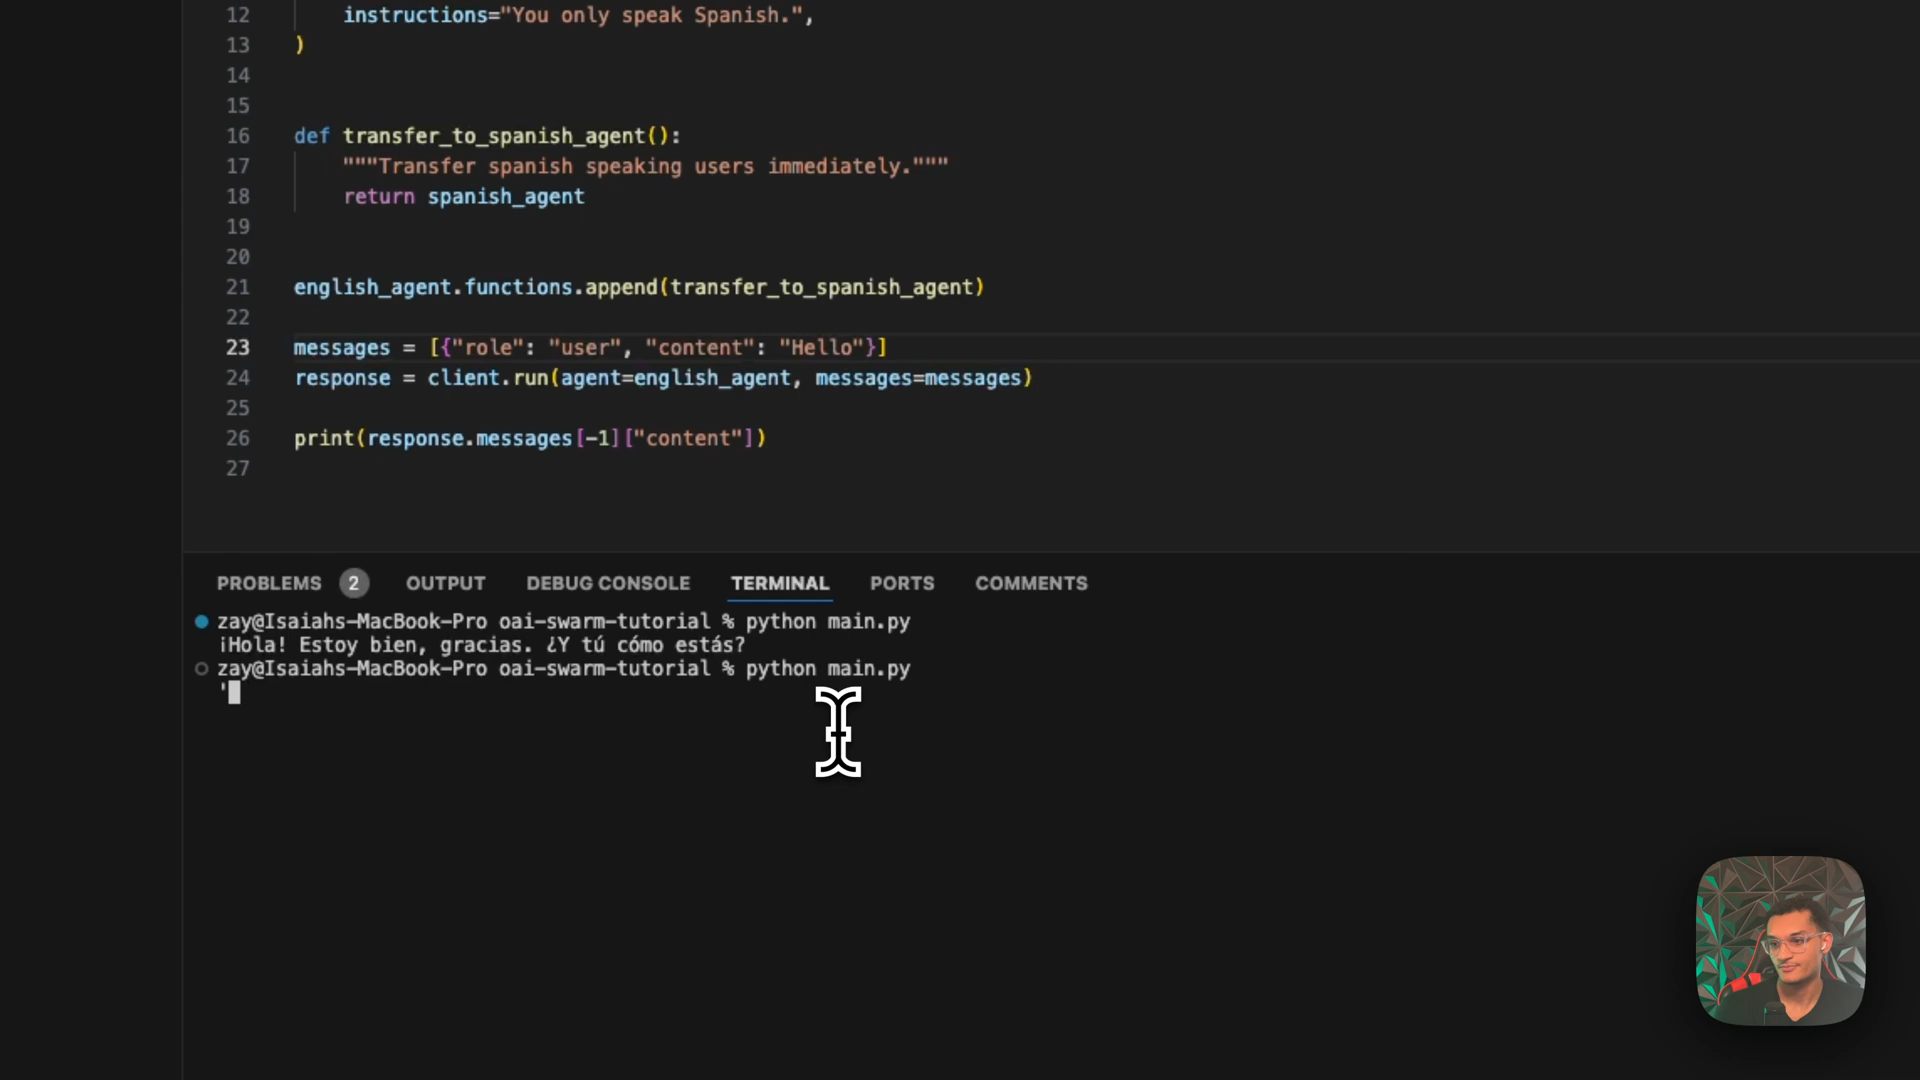 12 instructions="You only speak Spanish.",
13 )
14
15
16 def transfer_to_spanish_agent():
17 """Transfer spanish speaking users immediately."""
18 return spanish_agent
19
20
21 english_agent.functions.append(transfer_to_spanish_agent)
22
23 messages = [{"role": "user", "content": "Hello"}]
24 response = client.run(agent=english_agent, messages=messages)
25
26 print(response.messages[-1]["content"])
27
PROBLEMS 2 OUTPUT DEBUG CONSOLE TERMINAL PORTS COMMENTS
zay@Isaiahs-MacBook-Pro oai-swarm-tutorial % python main.py
¡Hola! Estoy bien, gracias. ¿Y tú cómo estás?
zay@Isaiahs-MacBook-Pro oai-swarm-tutorial % python main.py
'